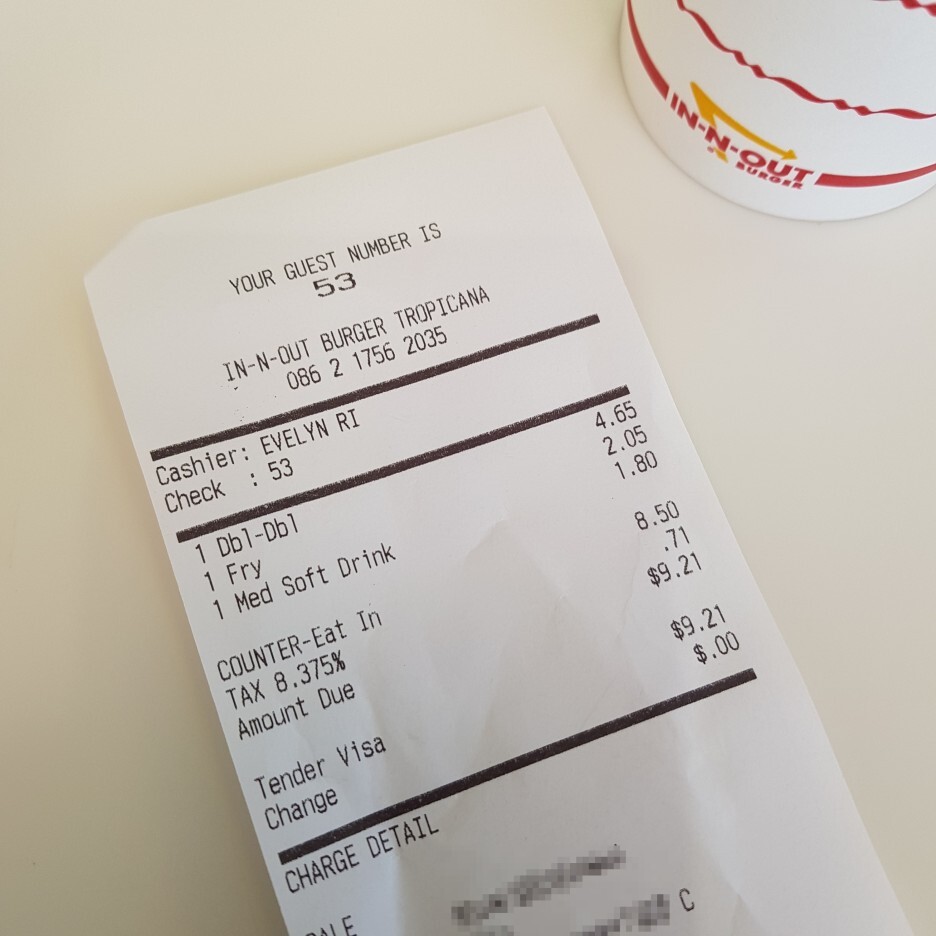 IN-N-OUT
BURGER
YOUR GUEST NUMBER IS
53
IN-N-OUT BURGER TROPICANA
086 2 1756 2035
Cashier: EVELYN RI
Check : 53
1 Dbl-Dbl 4.65
1 Fry 2.05
1 Med Soft Drink 1.80
COUNTER-Eat In 8.50
TAX 8.375% .71
Amount Due $9.21
Tender Visa $9.21
Change $.00
CHARGE DETAIL
C